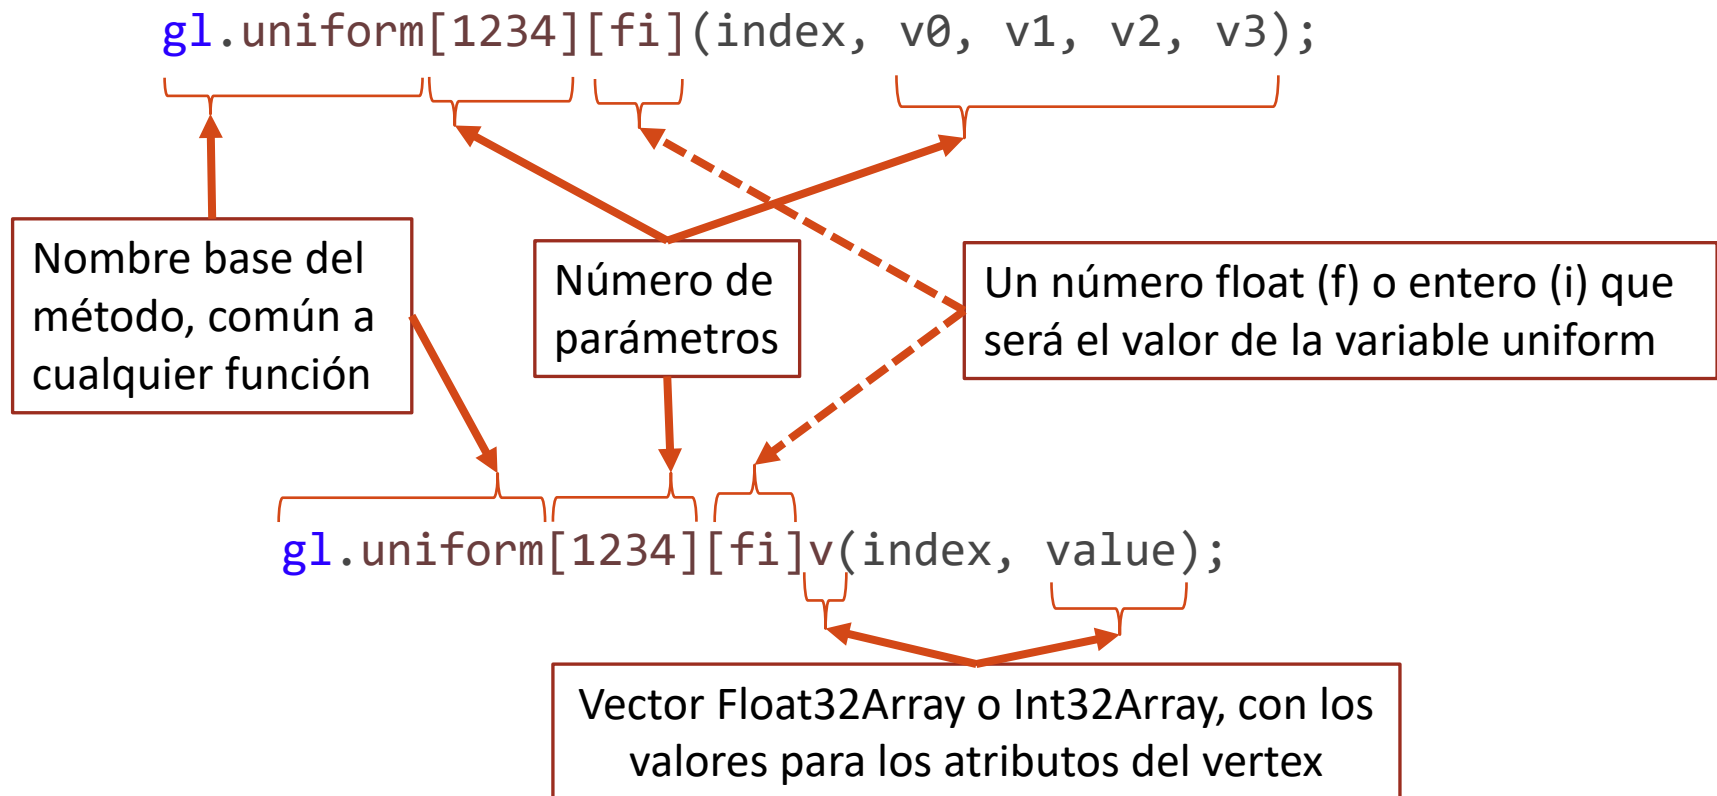 gl.uniform[1234][fi](index, v0, v1, v2, v3);
Nombre base del
método, común a
cualquier función
Número de
parámetros
Un número float (f) o entero (i) que
será el valor de la variable uniform
gl.uniform[1234][fi]v(index, value);
Vector Float32Array o Int32Array, con los
valores para los atributos del vertex